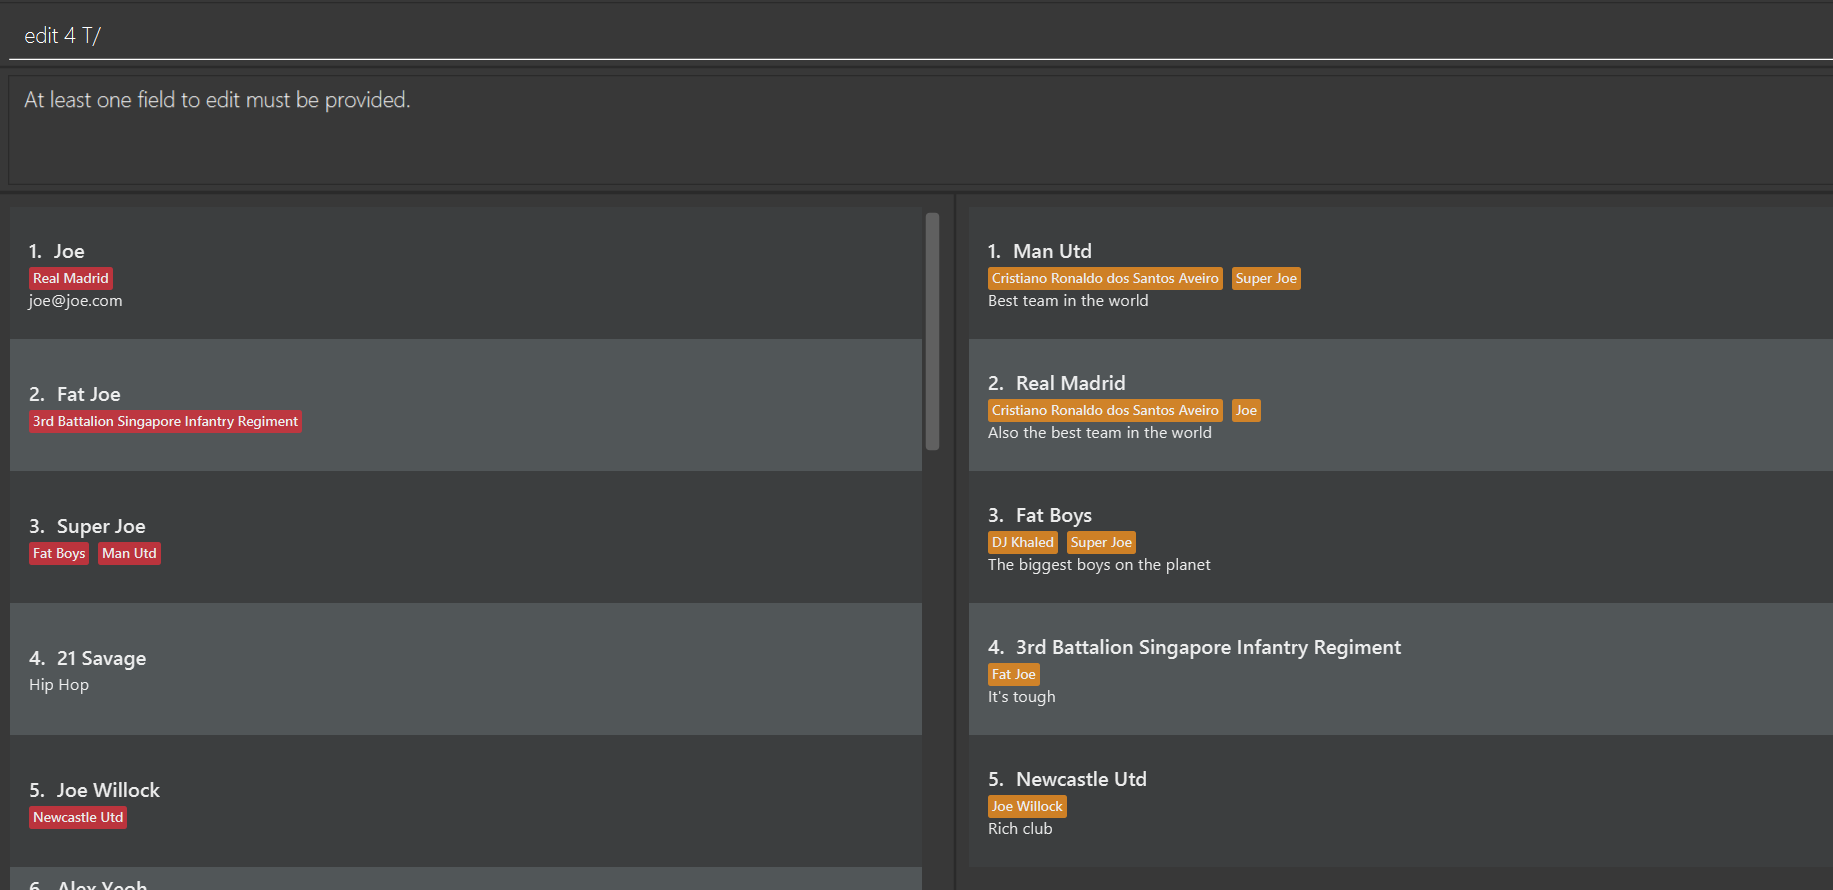 edit 4 T/
At least one field to edit must be provided.
1. Joe
Real Madrid
joe@joe.com
2. Fat Joe
3rd Battalion Singapore Infantry Regiment
3. Super Joe
Fat Boys Man Utd
4. 21 Savage
Hip Hop
5. Joe Willock
Newcastle Utd
6. Alex Yeoh
1. Man Utd
Cristiano Ronaldo dos Santos Aveiro Super Joe
Best team in the world
2. Real Madrid
Cristiano Ronaldo dos Santos Aveiro Joe
Also the best team in the world
3. Fat Boys
DJ Khaled Super Joe
The biggest boys on the planet
4. 3rd Battalion Singapore Infantry Regiment
Fat Joe
It's tough
5. Newcastle Utd
Joe Willock
Rich club